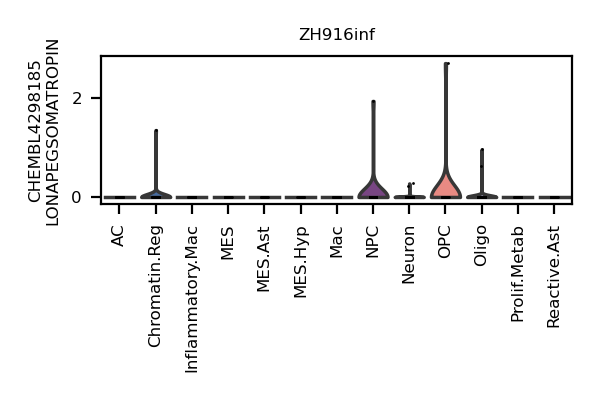 ZH916inf
CHEMBL4298185
LONAPEGSOMATROPIN
2
0
AC
Chromatin.Reg
Inflammatory.Mac
MES
MES.Ast
MES.Hyp
Mac
NPC
Neuron
OPC
Oligo
Prolif.Metab
Reactive.Ast